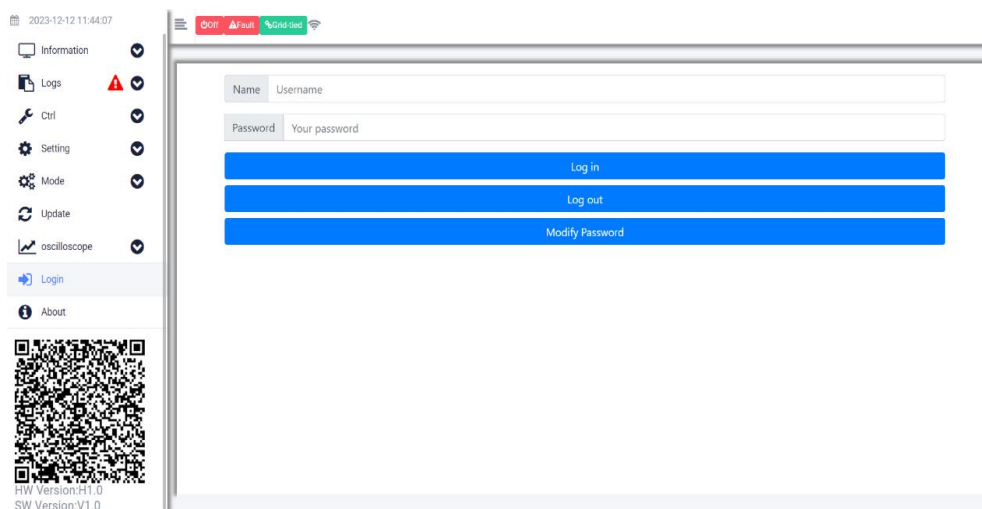 2023-12-12 11:44:07
Off Fault Grid-tied
Information
Logs
Ctrl
Setting
Mode
Update
oscilloscope
Login
About
HW Version:H1.0
SW Version:V1.0
Name Username
Password Your password
Log in
Log out
Modify Password